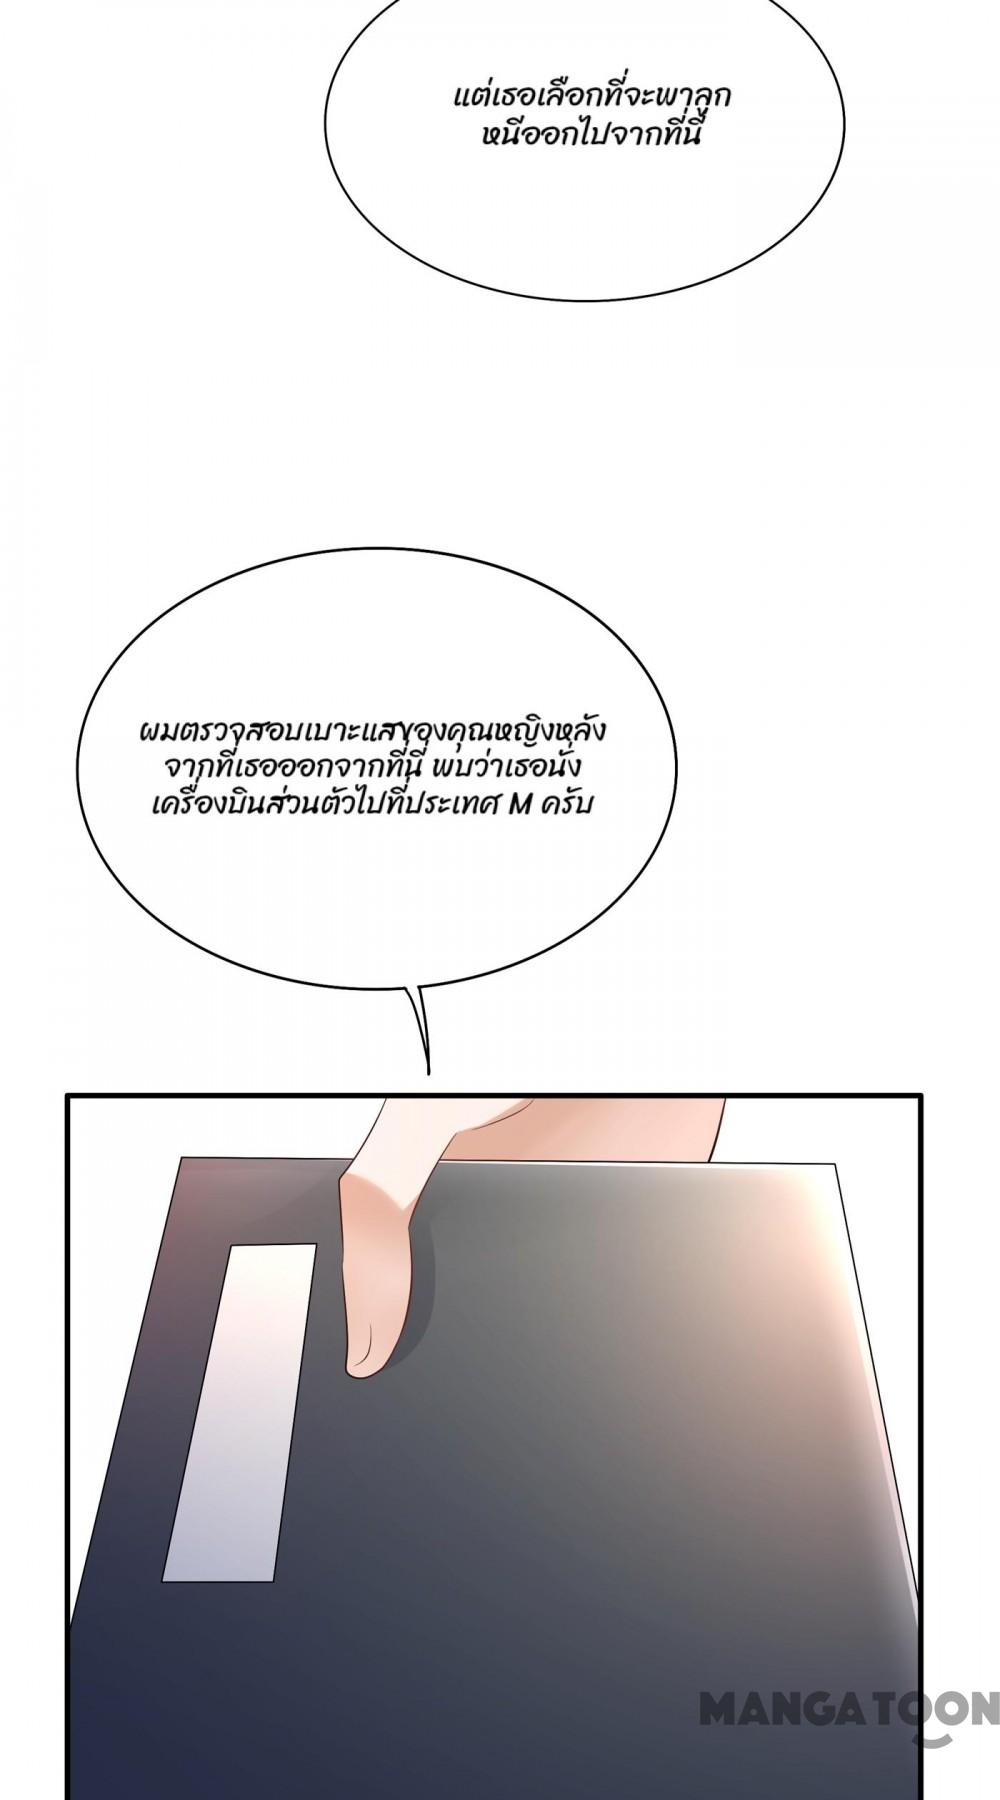 แต่เธอเลือกที่จะพาลูก
หนีออกไปจากที่นี่
ผมตรวจสอบเบาะแสของคุณหญิงหลัง
จากที่เธอออกจากที่นี่ พบว่าเธอนั่ง
เครื่องบินส่วนตัวไปที่ประเทศ M ครับ
MANGATOON